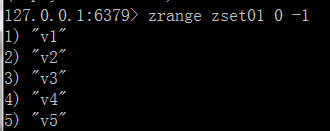 127.0.0.1:6379> zrange zset01 0 -1
1) "v1"
2) "v2"
3) "v3"
4) "v4"
5) "v5"